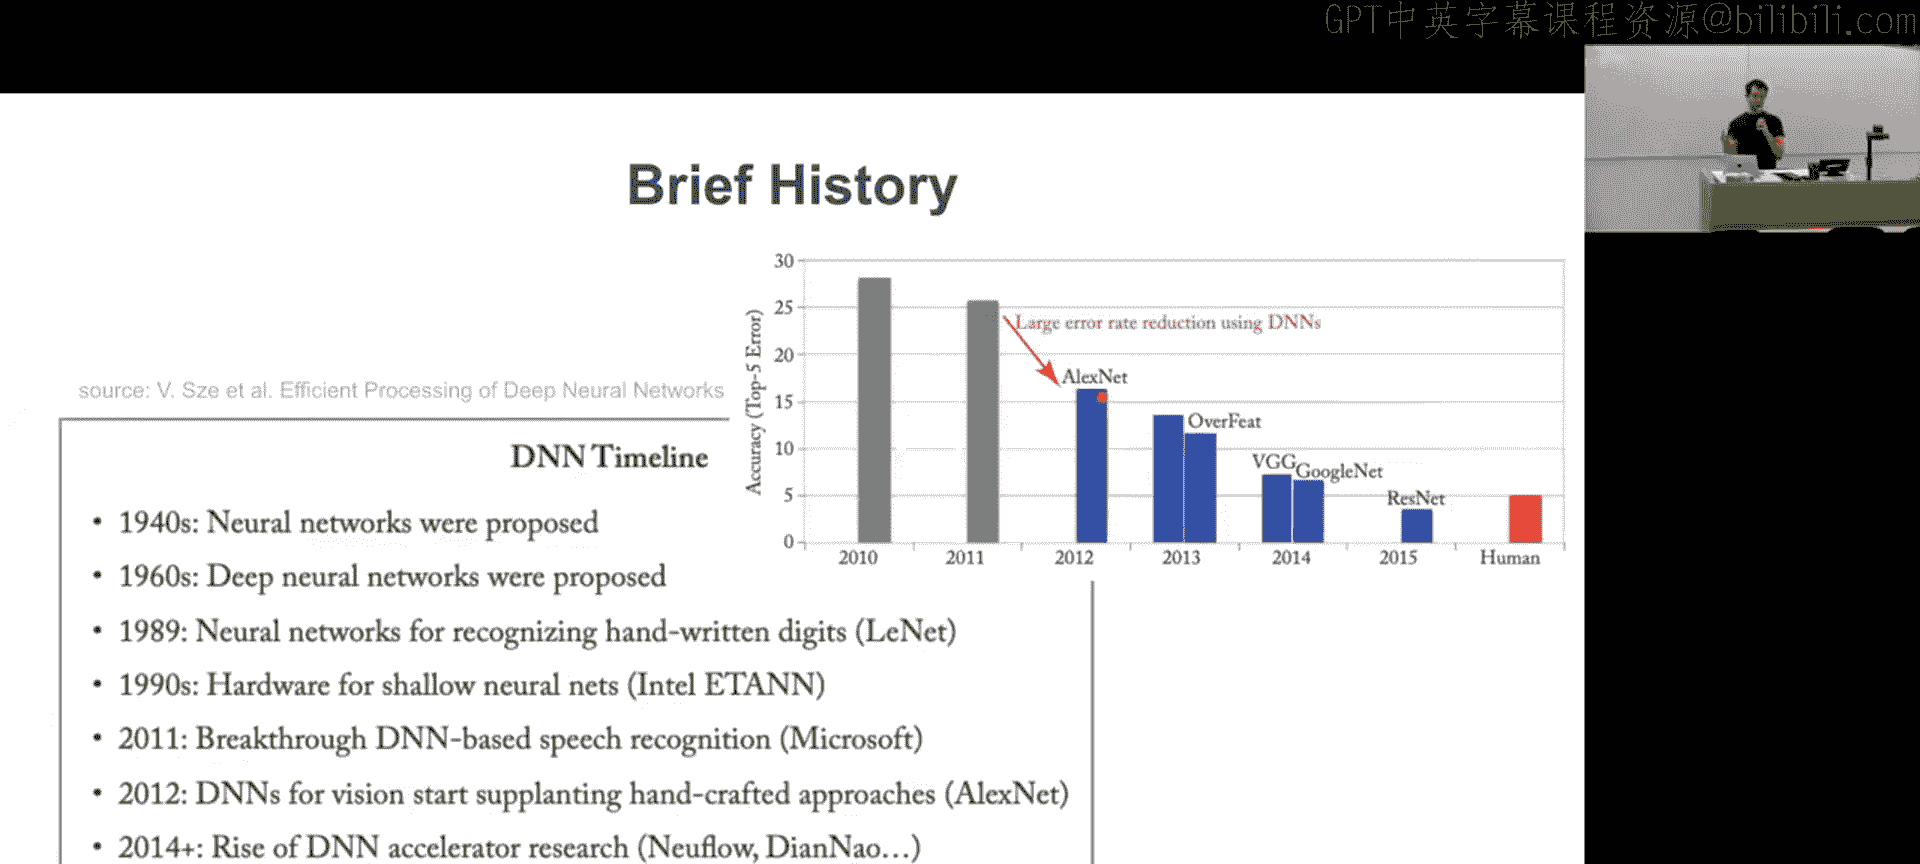 GPT中英字幕课程资源@bilibili.com
Brief History
30
25
20
15
10
5
0
Accuracy (Top-5 Error)
Large error rate reduction using DNNs
AlexNet
OverFeat
VGG
GoogleNet
ResNet
2010 2011 2012 2013 2014 2015 Human
source: V. Sze et al. Efficient Processing of Deep Neural Networks
DNN Timeline
• 1940s: Neural networks were proposed
• 1960s: Deep neural networks were proposed
• 1989: Neural networks for recognizing hand-written digits (LeNet)
• 1990s: Hardware for shallow neural nets (Intel ETANN)
• 2011: Breakthrough DNN-based speech recognition (Microsoft)
• 2012: DNNs for vision start supplanting hand-crafted approaches (AlexNet)
• 2014+: Rise of DNN accelerator research (Neuflow, DianNao...)